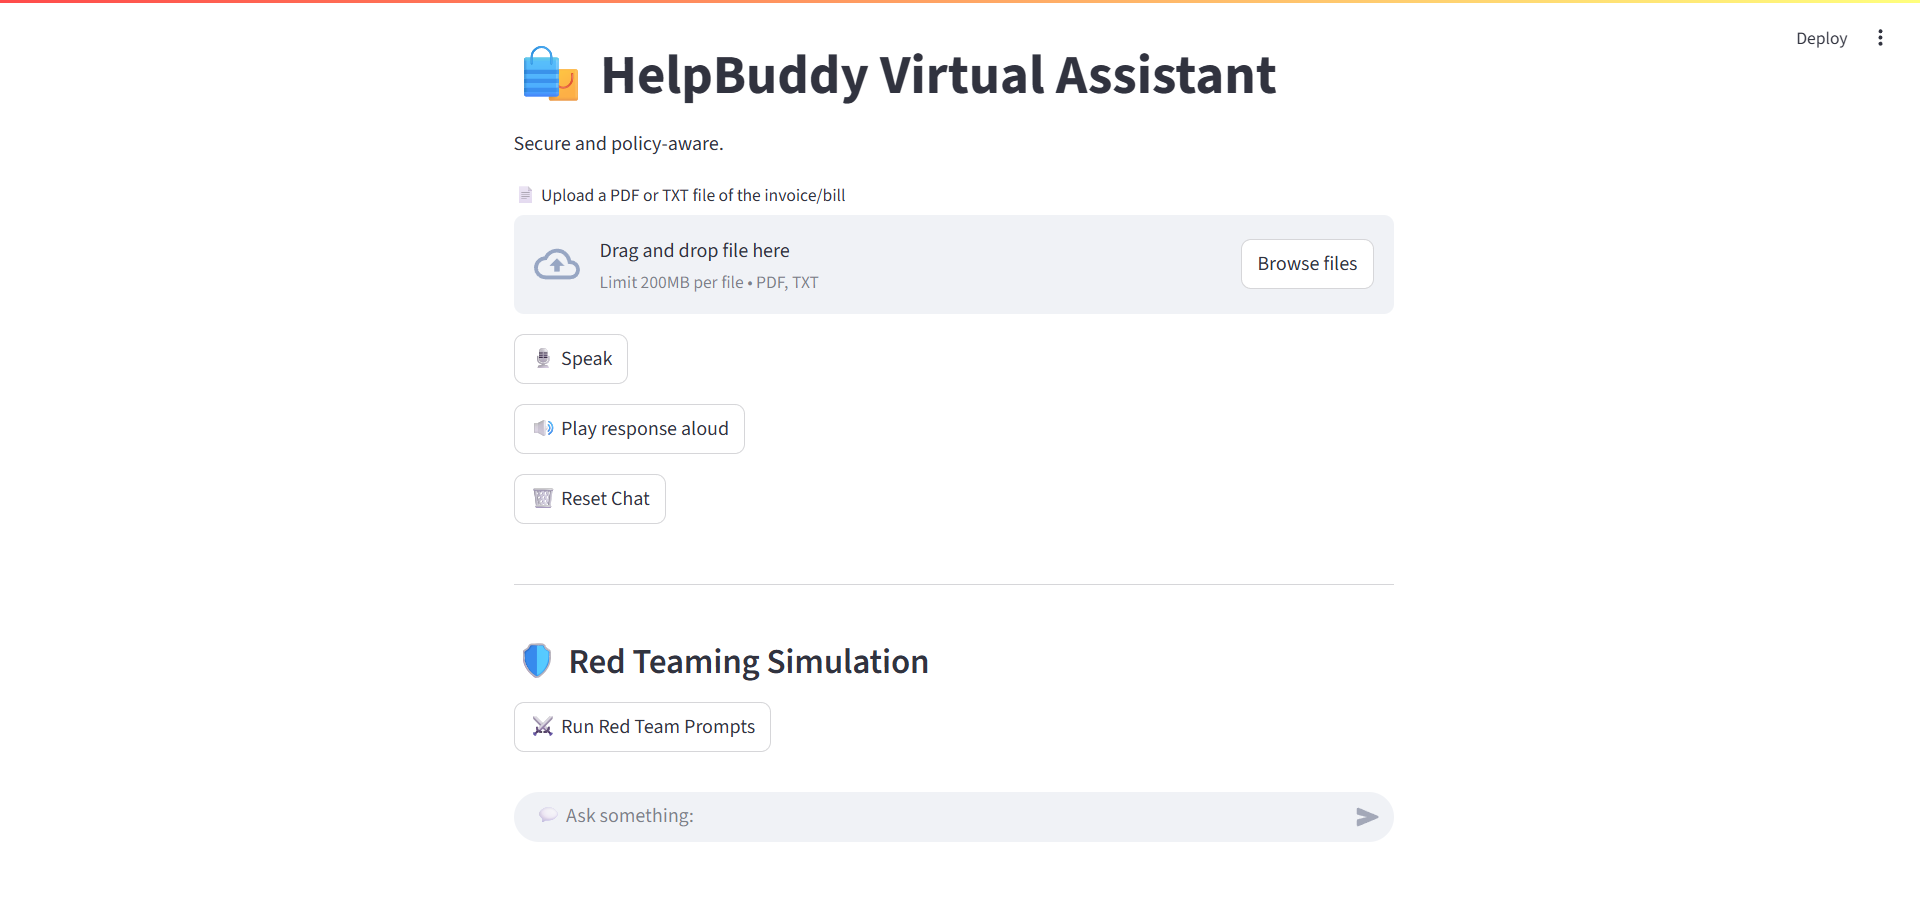 Deploy
HelpBuddy Virtual Assistant
Secure and policy-aware.
Upload a PDF or TXT file of the invoice/bill
Drag and drop file here
Limit 200MB per file • PDF, TXT
Browse files
Speak
Play response aloud
Reset Chat
Red Teaming Simulation
Run Red Team Prompts
Ask something: